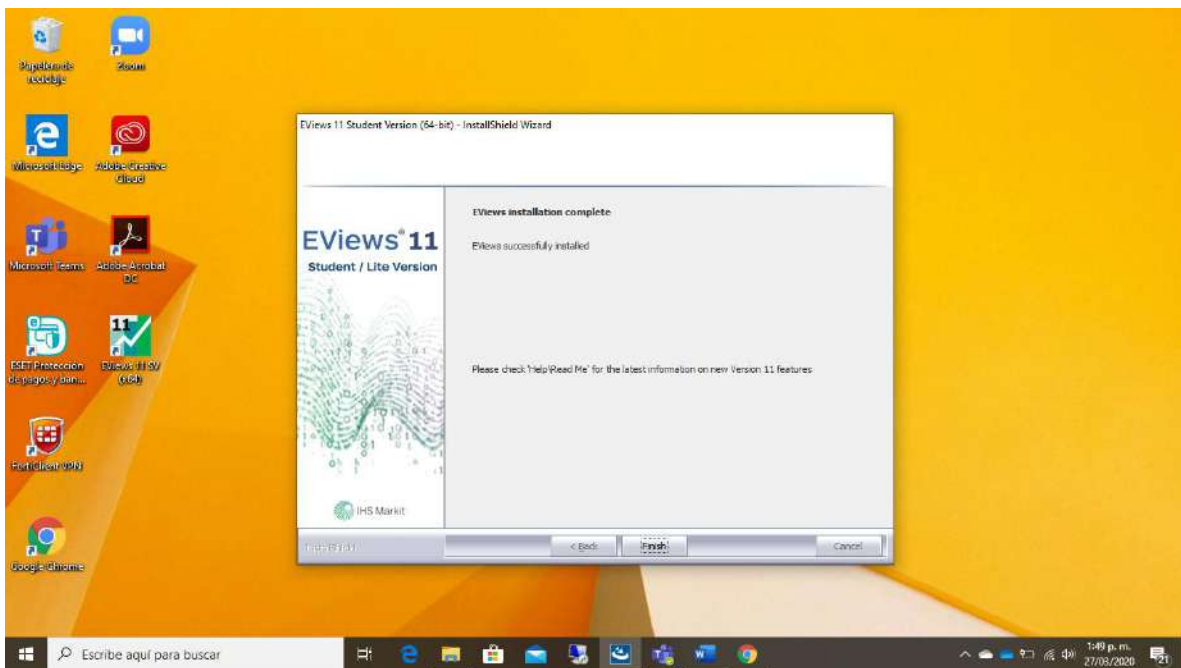 Papelera de
reciclaje
Zoom
Microsoft Edge
Adobe Creative
Cloud
Microsoft Teams
Adobe Acrobat
DC
ESET Protección
de pagos y ban...
11
EViews 11 SV
(x64)
FortiClient VPN
Google Chrome
EViews 11 Student Version (64-bit) - InstallShield Wizard
EViews® 11
Student / Lite Version
IHS Markit
EViews installation complete
EViews successfully installed
Please check 'Help\Read Me' for the latest information on new Version 11 features
InstallShield
< Back
Finish
Cancel
Escribe aquí para buscar
1:49 p. m.
27/08/2020
21